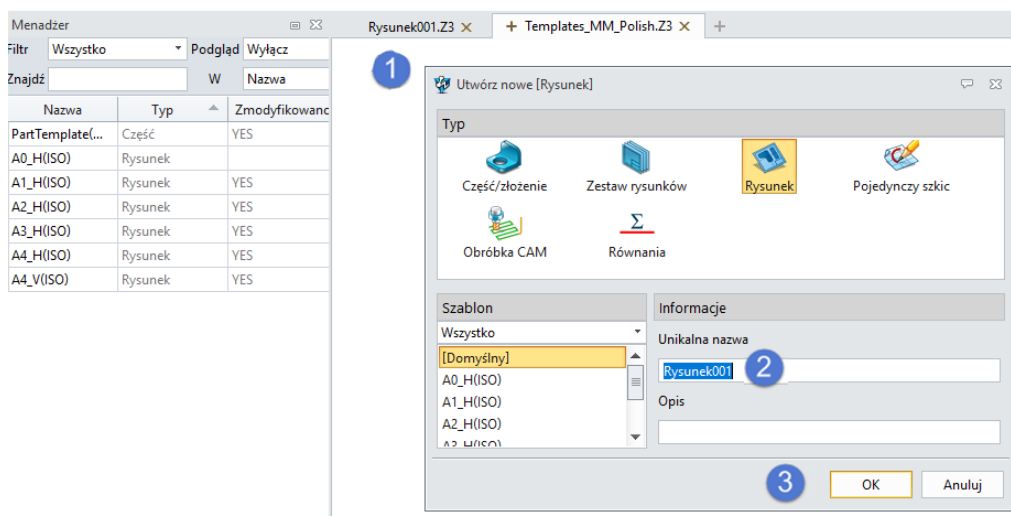 Menadżer
Rysunek001.Z3
+ Templates_MM_Polish.Z3
Filtr Wszystko Podgląd Wyłącz
Znajdź W Nazwa
Nazwa Typ Zmodyfikowano
PartTemplate(... Część YES
A0_H(ISO) Rysunek
A1_H(ISO) Rysunek YES
A2_H(ISO) Rysunek YES
A3_H(ISO) Rysunek YES
A4_H(ISO) Rysunek YES
A4_V(ISO) Rysunek YES
1
Utwórz nowe [Rysunek]
Typ
Część/złożenie Zestaw rysunków Rysunek Pojedynczy szkic
Σ
Obróbka CAM Równania
Szablon
Wszystko
[Domyślny]
A0_H(ISO)
A1_H(ISO)
A2_H(ISO)
A3_H(ISO)
Informacje
Unikalna nazwa
Rysunek001 2
Opis
3 OK Anuluj